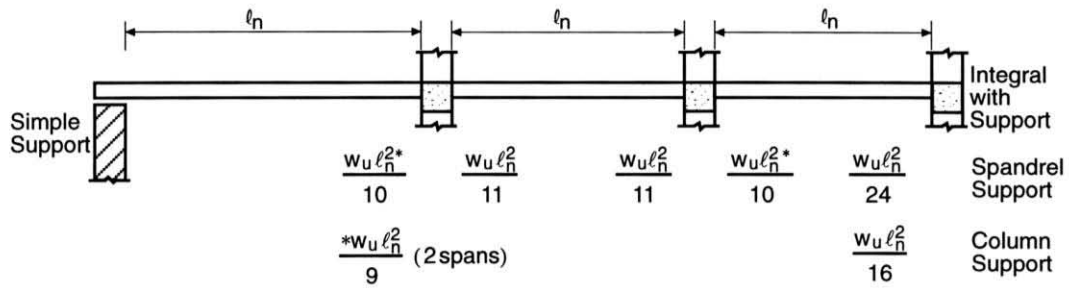 ℓn ℓn ℓn
Integral
with
Support
Simple
Support
wuℓn²*/10 wuℓn²/11 wuℓn²/11 wuℓn²*/10 wuℓn²/24
Spandrel
Support
*wuℓn²/9 (2 spans) wuℓn²/16
Column
Support